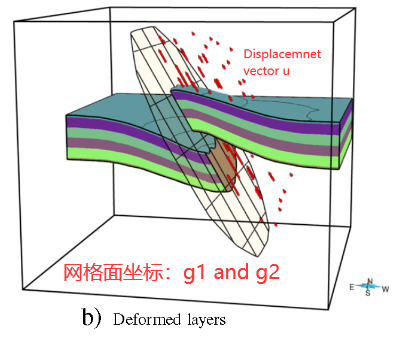 Displacemnet
vector u
网格面坐标：g1 and g2
N
E W
S
b) Deformed layers